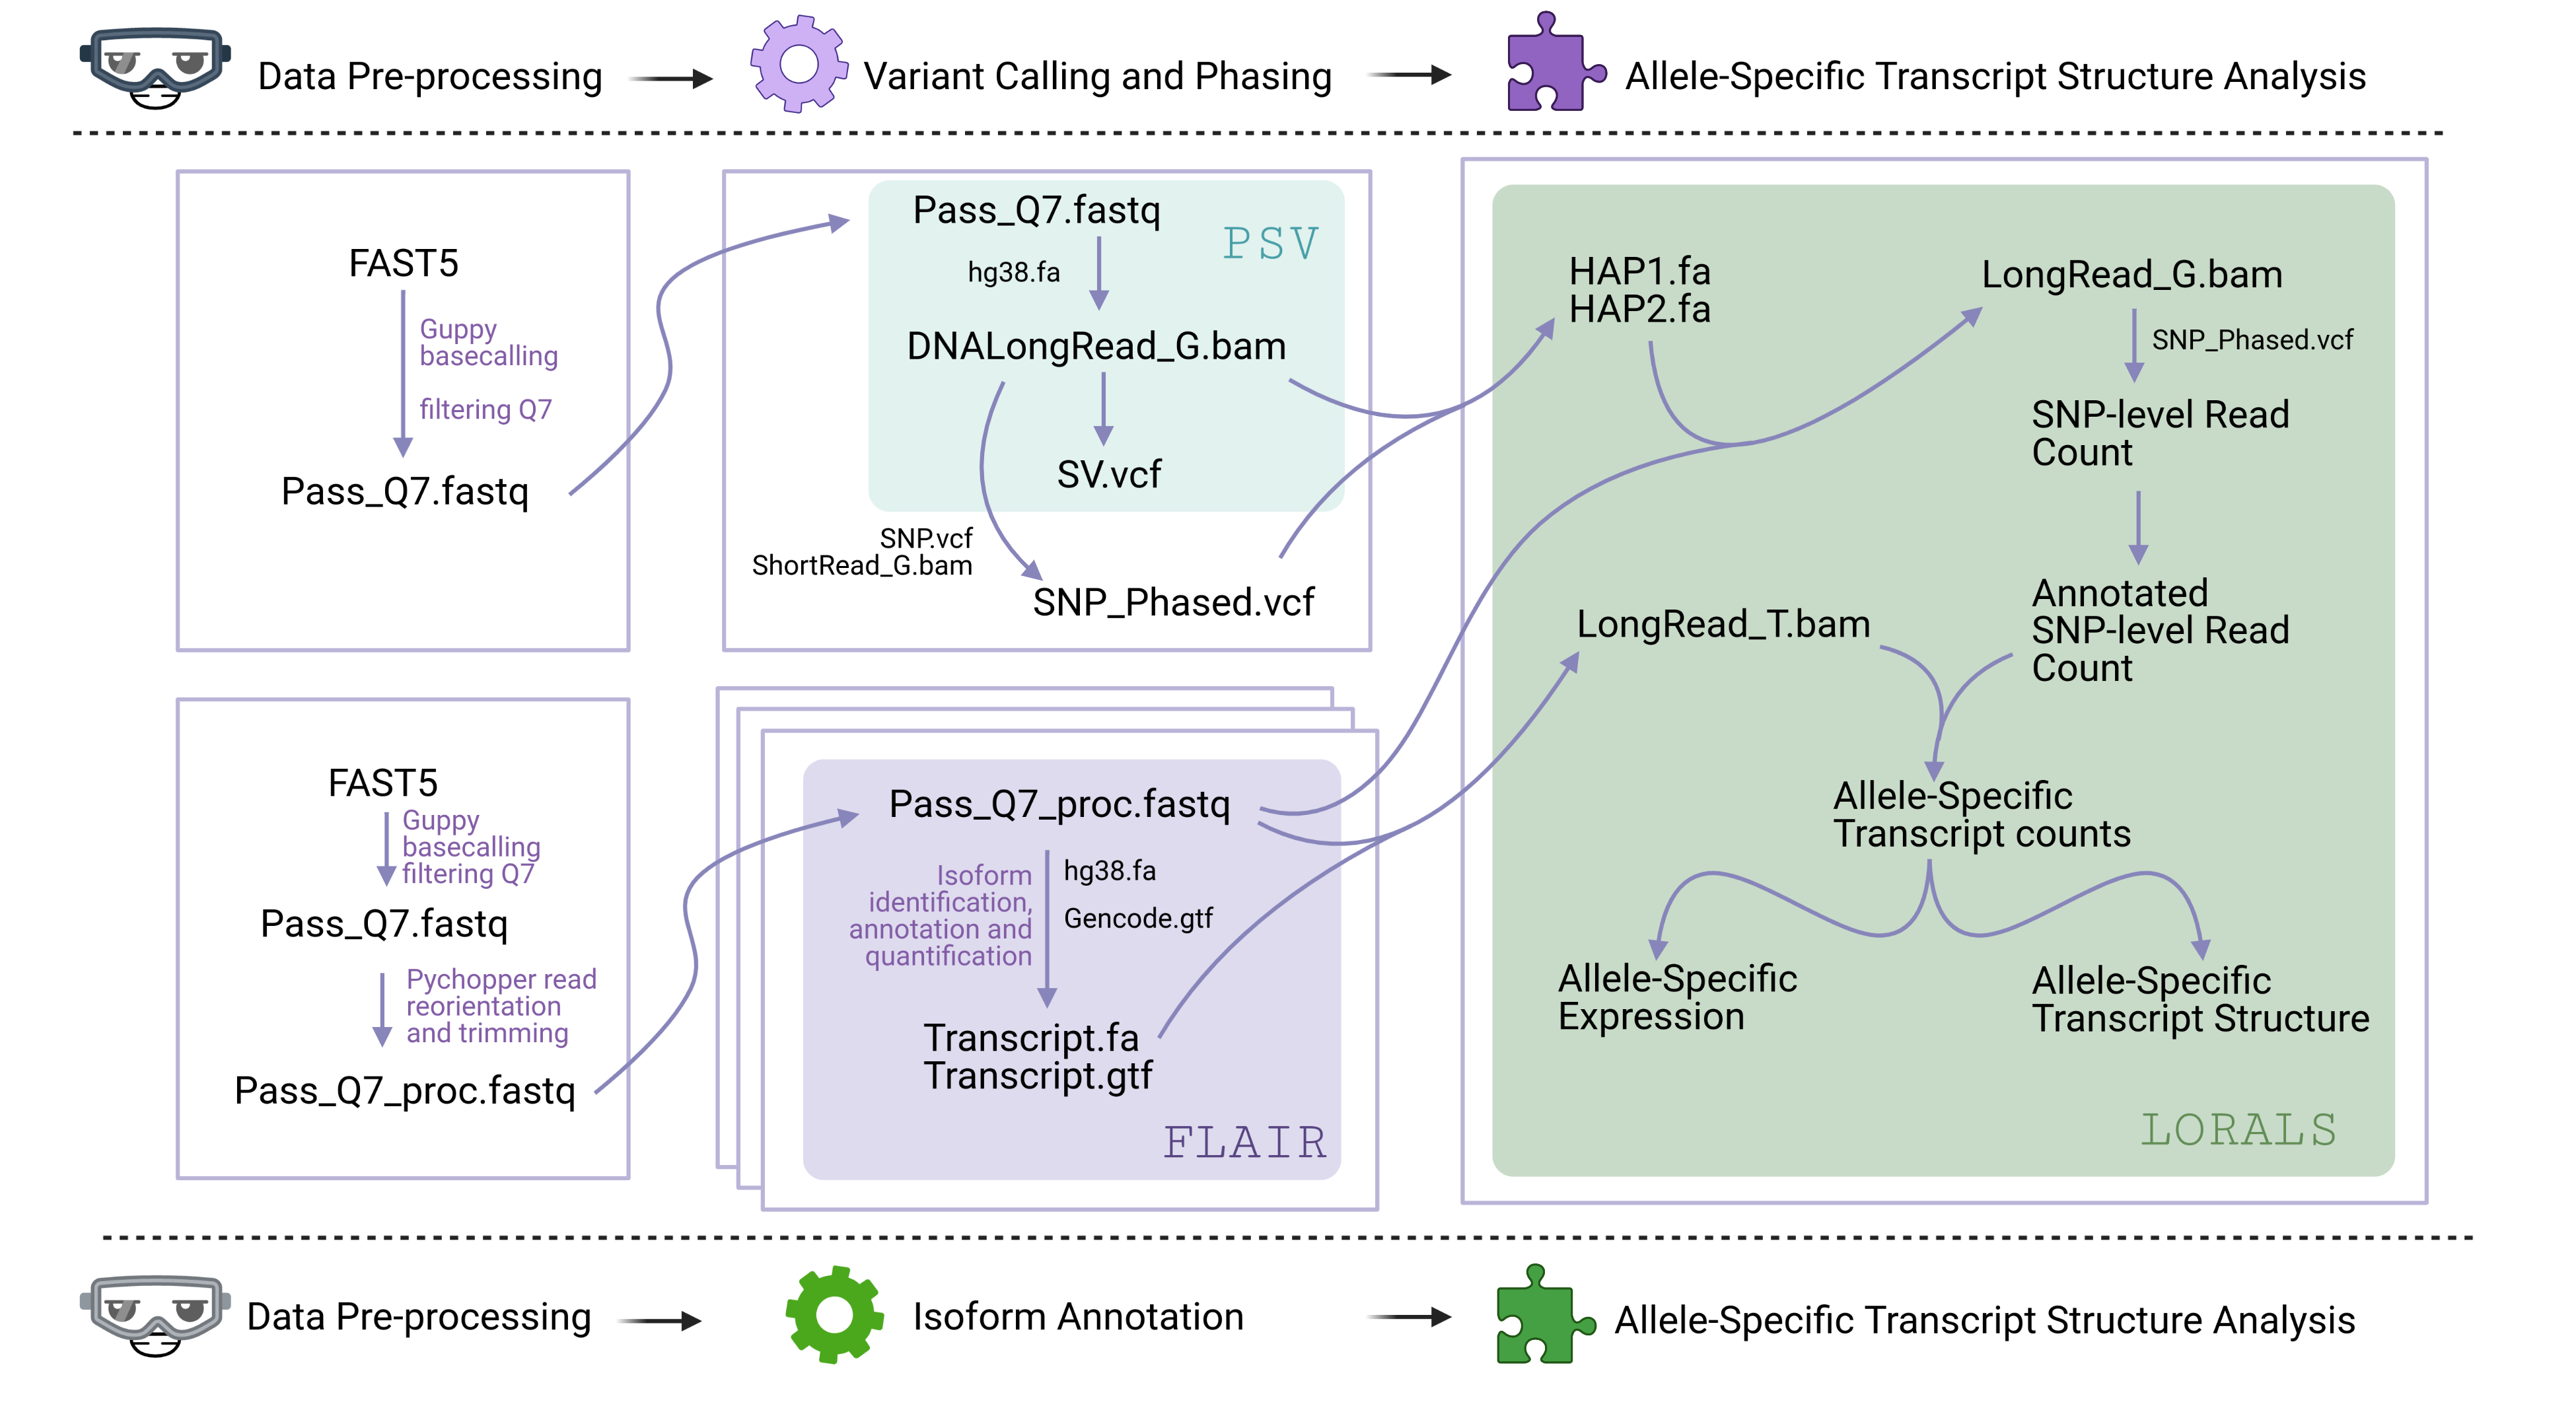 Data Pre-processing
Variant Calling and Phasing
Allele-Specific Transcript Structure Analysis
FAST5
Guppy
basecalling
filtering Q7
Pass_Q7.fastq
Pass_Q7.fastq
PSV
hg38.fa
DNALongRead_G.bam
SV.vcf
SNP.vcf
ShortRead_G.bam
SNP_Phased.vcf
FAST5
Guppy
basecalling
filtering Q7
Pass_Q7.fastq
Pychopper read
reorientation
and trimming
Pass_Q7_proc.fastq
Pass_Q7_proc.fastq
Isoform
identification,
annotation and
quantification
hg38.fa
Gencode.gtf
Transcript.fa
Transcript.gtf
FLAIR
HAP1.fa
HAP2.fa
LongRead_G.bam
SNP_Phased.vcf
SNP-level Read
Count
LongRead_T.bam
Annotated
SNP-level Read
Count
Allele-Specific
Transcript counts
Allele-Specific
Expression
Allele-Specific
Transcript Structure
LORALS
Data Pre-processing
Isoform Annotation
Allele-Specific Transcript Structure Analysis